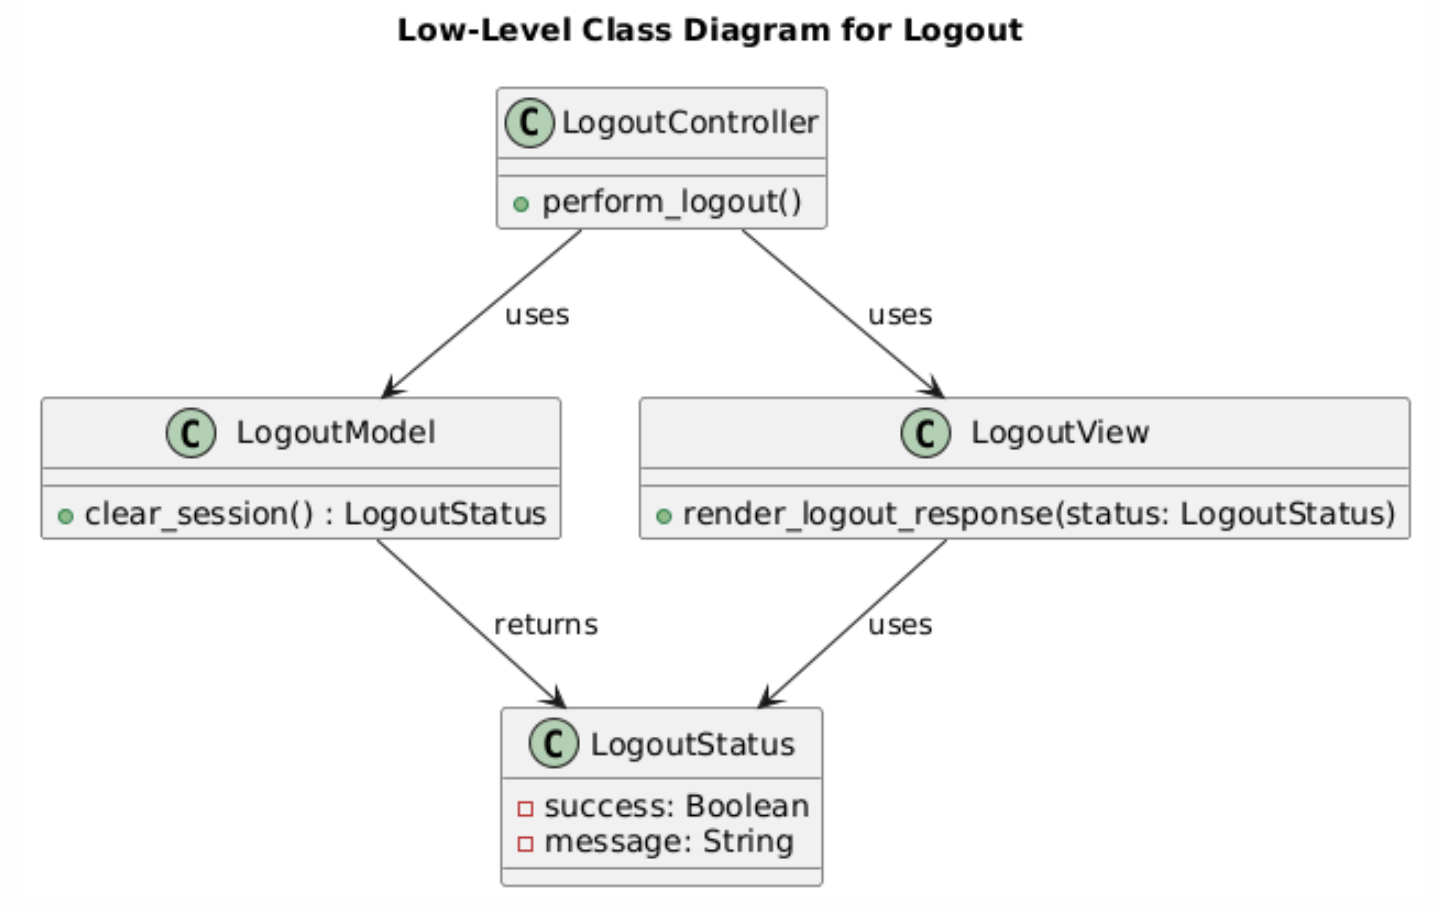 Low-Level Class Diagram for Logout
C LogoutController
perform_logout()
uses
uses
C LogoutModel
clear_session() : LogoutStatus
C LogoutView
render_logout_response(status: LogoutStatus)
returns
uses
C LogoutStatus
success: Boolean
message: String